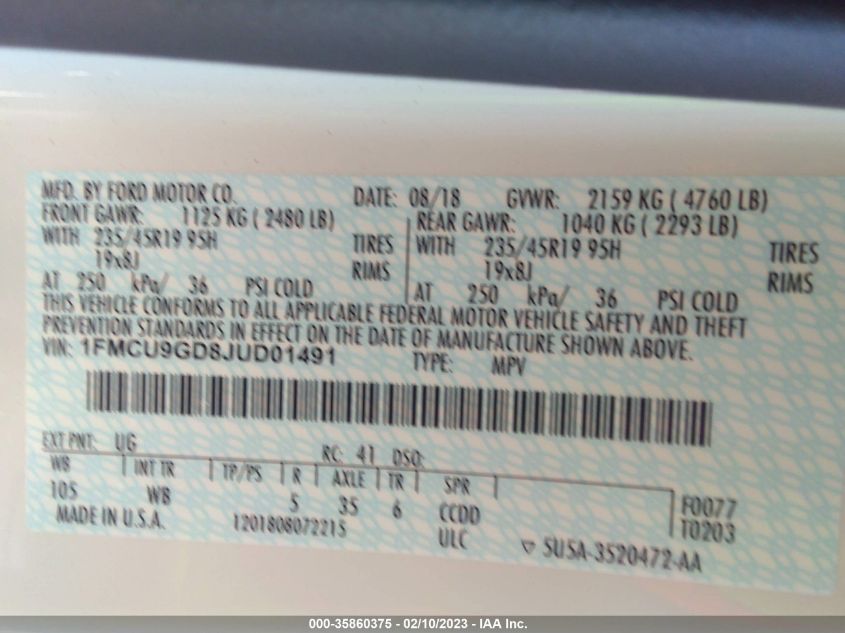 MFD. BY FORD MOTOR CO. DATE: 08/18 GVWR: 2159 KG ( 4760 LB)
FRONT GAWR: 1125 KG ( 2480 LB) REAR GAWR: 1040 KG ( 2293 LB)
WITH 235/45R19 95H TIRES WITH 235/45R19 95H TIRES
19x8J RIMS 19x8J RIMS
AT 250 kPa/ 36 PSI COLD AT 250 kPa/ 36 PSI COLD
THIS VEHICLE CONFORMS TO ALL APPLICABLE FEDERAL MOTOR VEHICLE SAFETY AND THEFT
PREVENTION STANDARDS IN EFFECT ON THE DATE OF MANUFACTURE SHOWN ABOVE.
VIN: 1FMCU9GD8JUD01491 TYPE: MPV
EXT PNT: UG RC: 41 DSO:
WB INT TR TP/PS R AXLE TR SPR F0077
105 WB 5 35 6 CCDD T0203
MADE IN U.S.A. 1201808072215 ULC ▽ 5U5A-3520472-AA
000-35860375 - 02/10/2023 - IAA Inc.